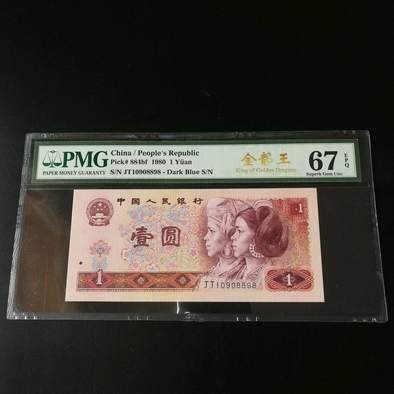 PMG
PAPER MONEY GUARANTY
China / People's Republic
Pick# 884bf 1980 1 Yüan
S/N JT10908898 - Dark Blue S/N
金龍王
King of Golden Dragons
67 EPQ
Superb Gem Unc
中国人民银行
1
壹圆
1
1
JT10908898